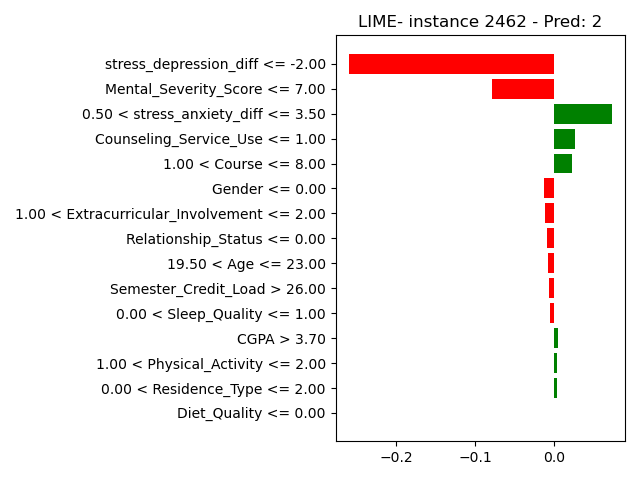 LIME- instance 2462 - Pred: 2
stress_depression_diff <= -2.00
Mental_Severity_Score <= 7.00
0.50 < stress_anxiety_diff <= 3.50
Counseling_Service_Use <= 1.00
1.00 < Course <= 8.00
Gender <= 0.00
1.00 < Extracurricular_Involvement <= 2.00
Relationship_Status <= 0.00
19.50 < Age <= 23.00
Semester_Credit_Load > 26.00
0.00 < Sleep_Quality <= 1.00
CGPA > 3.70
1.00 < Physical_Activity <= 2.00
0.00 < Residence_Type <= 2.00
Diet_Quality <= 0.00
−0.2 −0.1 0.0